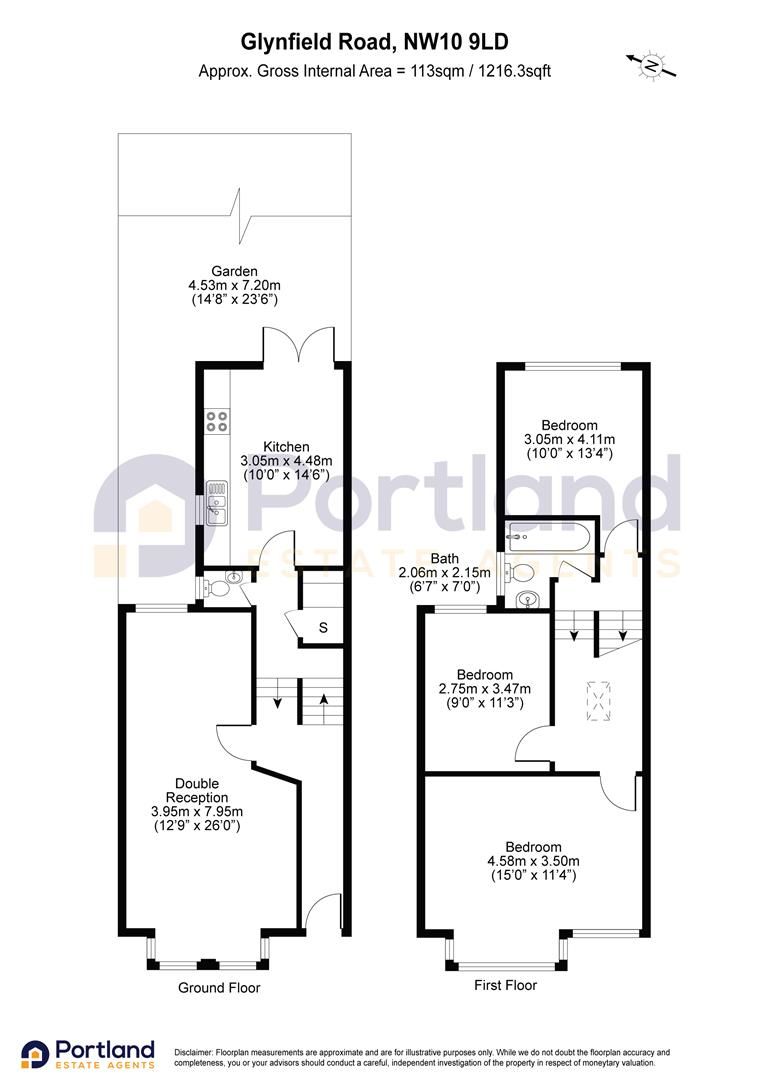 Glynfield Road, NW10 9LD
Approx. Gross Internal Area = 113sqm / 1216.3sqft
N
Garden
4.53m x 7.20m
(14'8" x 23'6")
Kitchen
3.05m x 4.48m
(10'0" x 14'6")
Bedroom
3.05m x 4.11m
(10'0" x 13'4")
Portland
ESTATE AGENTS
Bath
2.06m x 2.15m
(6'7" x 7'0")
S
Bedroom
2.75m x 3.47m
(9'0" x 11'3")
Double
Reception
3.95m x 7.95m
(12'9" x 26'0")
Bedroom
4.58m x 3.50m
(15'0" x 11'4")
Ground Floor
First Floor
Portland
ESTATE AGENTS
Disclaimer: Floorplan measurements are approximate and are for illustrative purposes only. While we do not doubt the floorplan accuracy and
completeness, you or your advisors should conduct a careful, independent investigation of the property in respect of moneytary valuation.